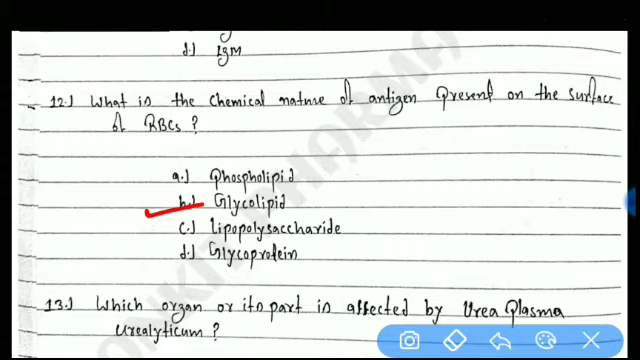 d.) IgM
12.) What is the chemical nature of antigen present on the surface
of RBCs ?
a.) Phospholipid
b.) Glycolipid
c.) Lipopolysaccharide
d.) Glycoprotein
13.) Which organ or its part is affected by Urea Plasma
Urealyticum ?